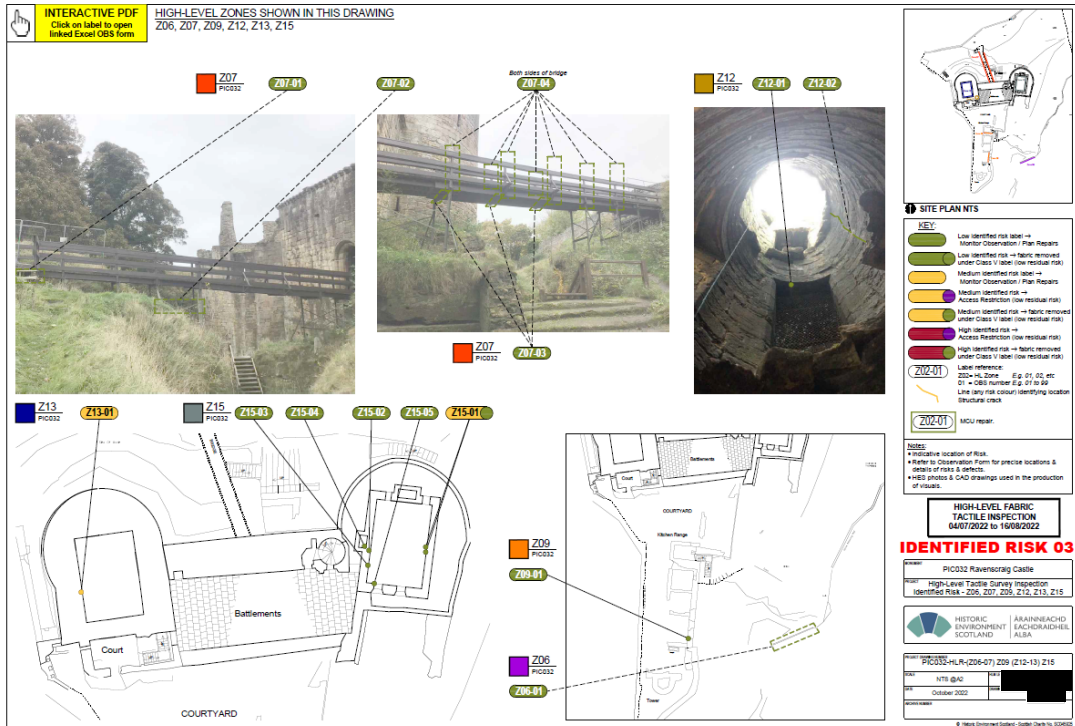 INTERACTIVE PDF
Click on label to open
linked Excel OBS form
HIGH-LEVEL ZONES SHOWN IN THIS DRAWING
Z06, Z07, Z09, Z12, Z13, Z15
Z07
PIC032
Z07-01
Z07-02
Both sides of bridge
Z07-04
Z12
PIC032
Z12-01
Z12-02
Z07
PIC032
Z07-03
Z13
PIC032
Z13-01
Z15
PIC032
Z15-03
Z15-04
Z15-02
Z15-05
Z15-01
Battlements
Court
COURTYARD
Battlements
Court
COURTYARD
Kitchen Range
Tower
Z09
PIC032
Z09-01
Z06
PIC032
Z06-01
SITE PLAN NTS
KEY:
Low identified risk label →
Monitor Observation / Plan Repairs
Low identified risk → fabric removed
under Class V label (low residual risk)
Medium identified risk label →
Monitor Observation / Plan Repairs
Medium identified risk →
Access Restriction (low residual risk)
Medium identified risk → fabric removed
under Class V label (low residual risk)
High identified risk →
Access Restriction (low residual risk)
High identified risk → fabric removed
under Class V label (low residual risk)
Z02-01
Label reference:
Z02= HL Zone E.g. 01, 02, etc
01 = OBS number E.g. 01 to 99
Line (any risk colour) identifying location
Structural crack
Z02-01
MCU repair.
Notes:
• Indicative location of Risk.
• Refer to Observation Form for precise locations &
details of risks & defects.
• HES photos & CAD drawings used in the production
of visuals.
HIGH-LEVEL FABRIC
TACTILE INSPECTION
04/07/2022 to 16/08/2022
IDENTIFIED RISK 03
MONUMENT
PIC032 Ravenscraig Castle
PROJECT
High-Level Tactile Survey Inspection
Identified Risk - Z06, Z07, Z09, Z12, Z13, Z15
HISTORIC
ENVIRONMENT
SCOTLAND
ÀRAINNEACHD
EACHDRAIDHEIL
ALBA
PROJECT DRAWING NUMBER
PIC032-HLR-(Z06-07) Z09 (Z12-13) Z15
SCALE
NTS @A2
DATE
October 2022
ARCHIVE NUMBER